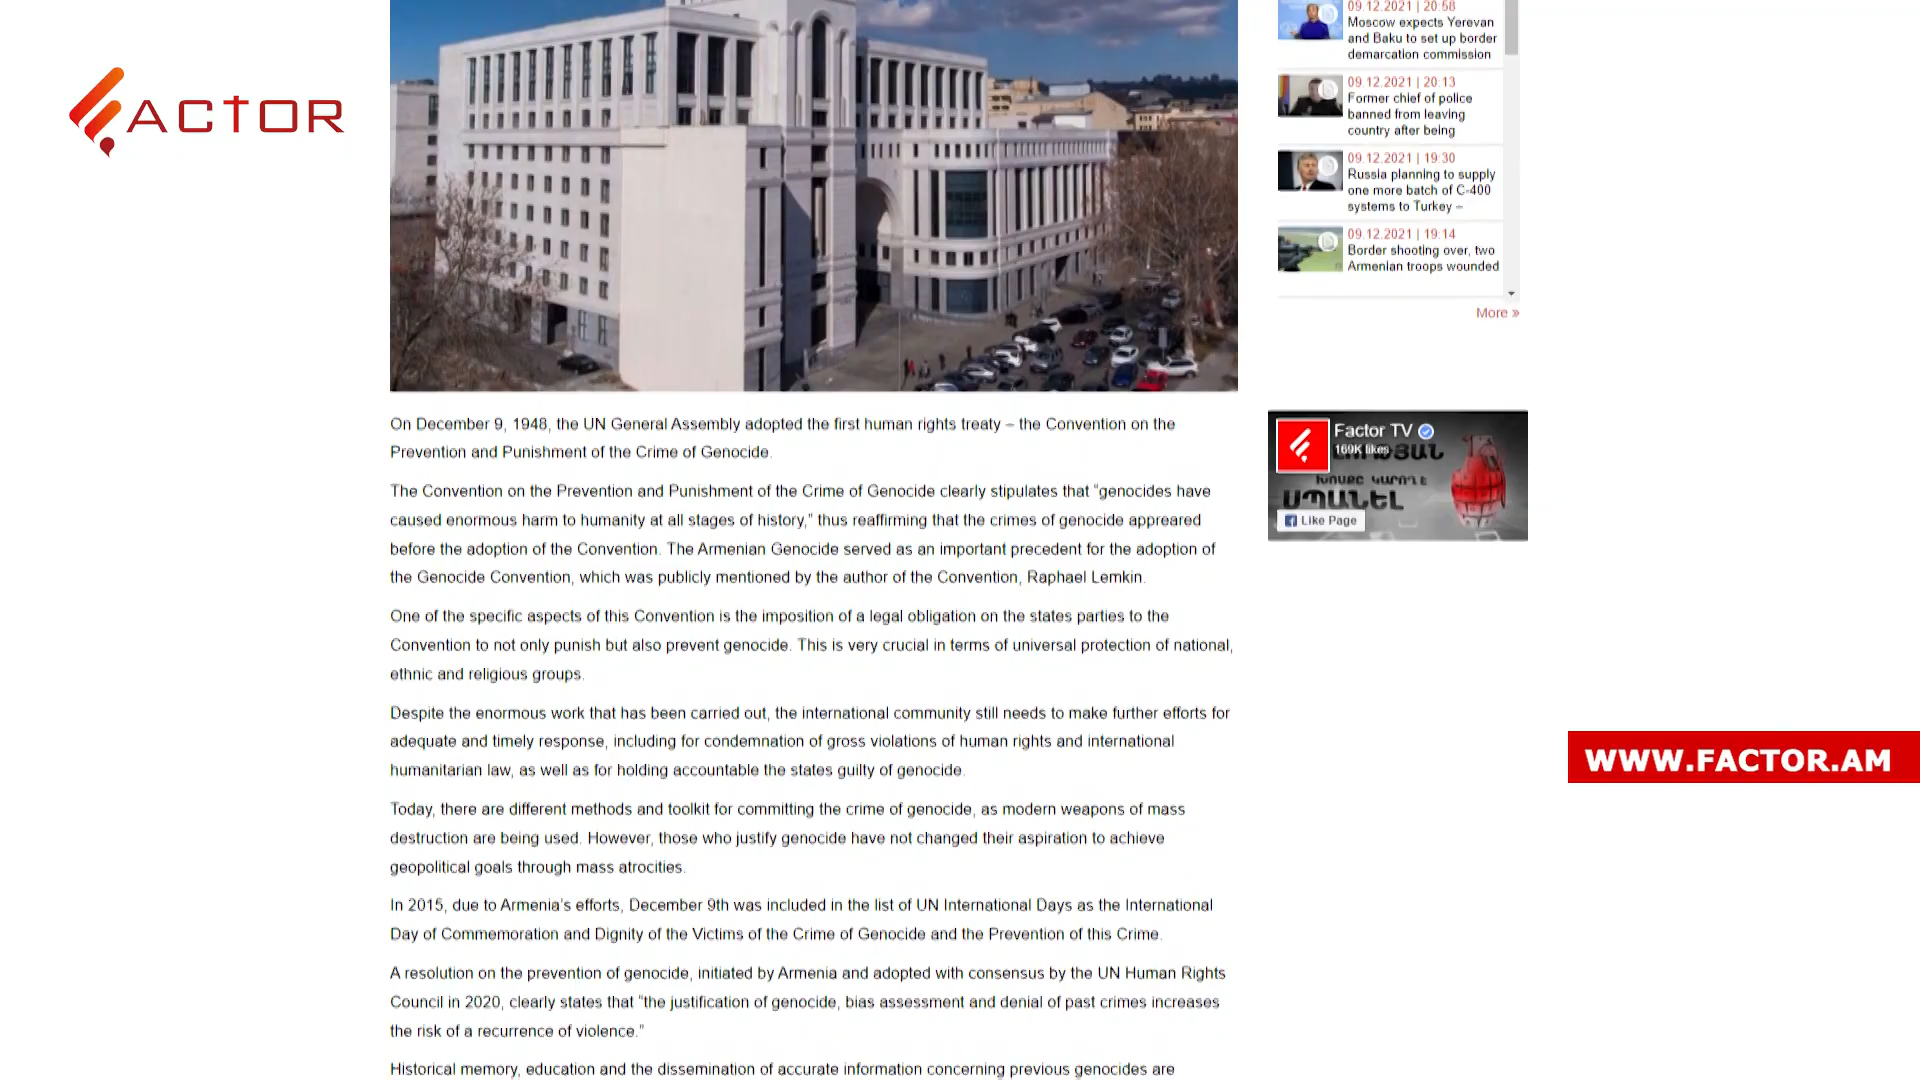 ACTOR
On December 9, 1948, the UN General Assembly adopted the first human rights treaty – the Convention on the
Prevention and Punishment of the Crime of Genocide.
The Convention on the Prevention and Punishment of the Crime of Genocide clearly stipulates that “genocides have
caused enormous harm to humanity at all stages of history,” thus reaffirming that the crimes of genocide appreared
before the adoption of the Convention. The Armenian Genocide served as an important precedent for the adoption of
the Genocide Convention, which was publicly mentioned by the author of the Convention, Raphael Lemkin.
One of the specific aspects of this Convention is the imposition of a legal obligation on the states parties to the
Convention to not only punish but also prevent genocide. This is very crucial in terms of universal protection of national,
ethnic and religious groups.
Despite the enormous work that has been carried out, the international community still needs to make further efforts for
adequate and timely response, including for condemnation of gross violations of human rights and international
humanitarian law, as well as for holding accountable the states guilty of genocide.
Today, there are different methods and toolkit for committing the crime of genocide, as modern weapons of mass
destruction are being used. However, those who justify genocide have not changed their aspiration to achieve
geopolitical goals through mass atrocities.
In 2015, due to Armenia’s efforts, December 9th was included in the list of UN International Days as the International
Day of Commemoration and Dignity of the Victims of the Crime of Genocide and the Prevention of this Crime.
A resolution on the prevention of genocide, initiated by Armenia and adopted with consensus by the UN Human Rights
Council in 2020, clearly states that “the justification of genocide, bias assessment and denial of past crimes increases
the risk of a recurrence of violence.”
Historical memory, education and the dissemination of accurate information concerning previous genocides are
09.12.2021 | 20:58
Moscow expects Yerevan
and Baku to set up border
demarcation commission
09.12.2021 | 20:13
Former chief of police
banned from leaving
country after being
09.12.2021 | 19:30
Russia planning to supply
one more batch of C-400
systems to Turkey –
09.12.2021 | 19:14
Border shooting over, two
Armenian troops wounded
More »
Factor TV
169K likes
ԽՈՍՔԸ ԿԱՐՈՂ Է
ՍՊԱՆԵԼ
Like Page
WWW.FACTOR.AM